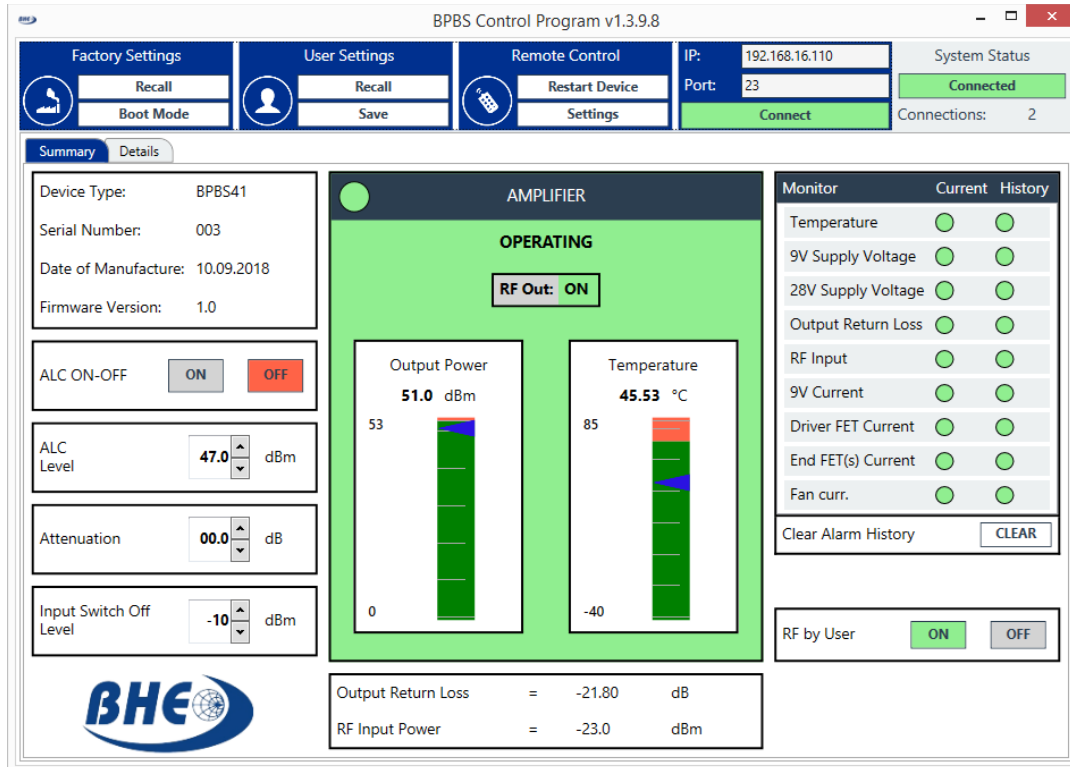 BHE
BPBS Control Program v1.3.9.8
Factory Settings
Recall
Boot Mode
User Settings
Recall
Save
Remote Control
Restart Device
Settings
IP: 192.168.16.110
Port: 23
Connect
System Status
Connected
Connections: 2
Summary Details
Device Type: BPBS41
Serial Number: 003
Date of Manufacture: 10.09.2018
Firmware Version: 1.0
ALC ON-OFF ON OFF
ALC
Level 47.0 dBm
Attenuation 00.0 dB
Input Switch Off
Level -10 dBm
BHE
AMPLIFIER
OPERATING
RF Out: ON
Output Power
51.0 dBm
53
0
Temperature
45.53 °C
85
-40
Output Return Loss = -21.80 dB
RF Input Power = -23.0 dBm
Monitor Current History
Temperature
9V Supply Voltage
28V Supply Voltage
Output Return Loss
RF Input
9V Current
Driver FET Current
End FET(s) Current
Fan curr.
Clear Alarm History CLEAR
RF by User ON OFF